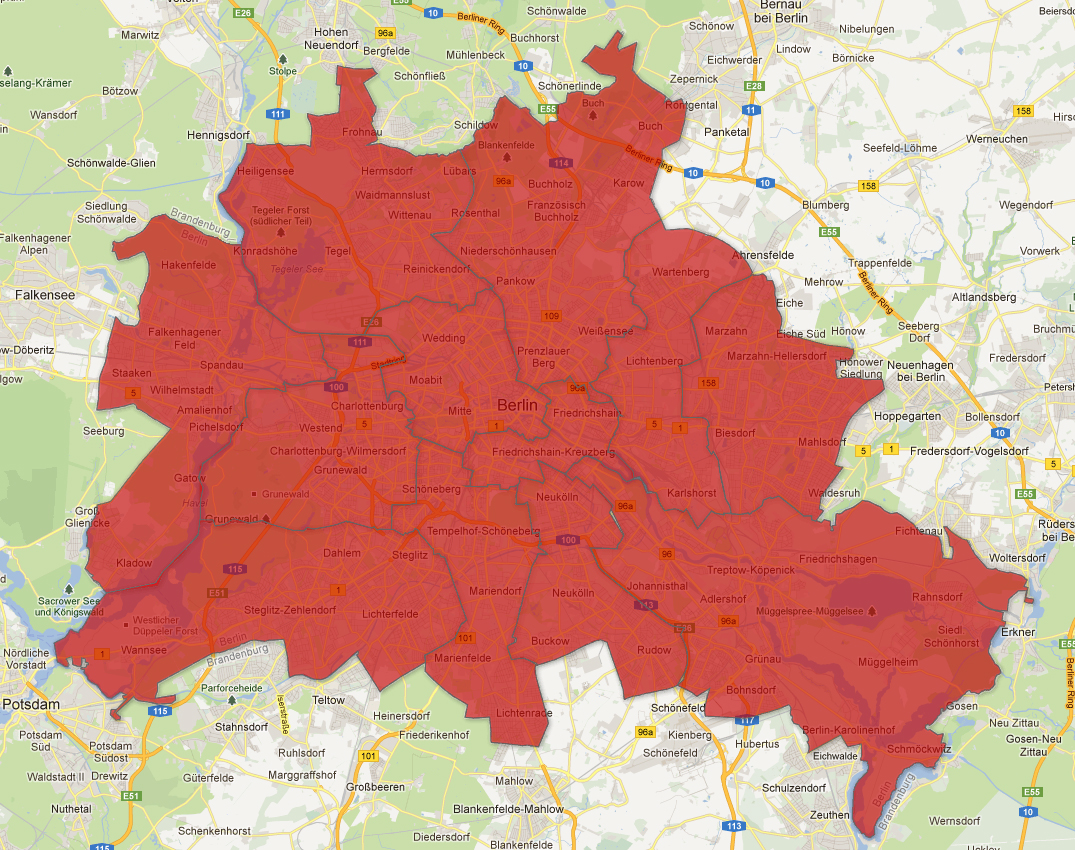 Velten
E26
Marwitz
10
Berliner Ring
Schönwalde
Bernau
bei Berlin
Hohen
Neuendorf
96a
Bergfelde
Buchhorst
Schönow
Nibelungen
Mühlenbeck
Lindow
Börnicke
Eichwerder
Stolpe
Schönfließ
10
Schönerlinde
Zepernick
E28
Bötzow
Wansdorf
111
E55
Buch
Röntgental
11
158
Hennigsdorf
Frohnau
Schildow
Buch
Panketal
Werneuchen
Blankenfelde
Seefeld-Löhme
Schönwalde-Glien
Heiligensee
Hermsdorf
Lübars
114
Berliner Ring
10
10
158
96a
Buchholz
Karow
Waidmannslust
Siedlung
Schönwalde
Brandenburg
Berlin
Tegeler Forst
(südlicher Teil)
Wittenau
Rosenthal
Französisch
Buchholz
Blumberg
Wegendorf
E55
Falkenhagener
Alpen
Konradshöhe
Tegel
Niederschönhausen
Ahrensfelde
Vorwerk
Hakenfelde
Tegeler See
Reinickendorf
Wartenberg
Trappenfelde
Pankow
Mehrow
Berliner Ring
Falkensee
Eiche
Altlandsberg
E26
109
Falkenhagener
Feld
111
Wedding
Weißensee
Marzahn
Eiche Süd
Hönow
Seeberg
Dorf
Prenzlauer
Berg
Lichtenberg
Marzahn-Hellersdorf
Fredersdorf
Spandau
Stadtring
Hönower
Siedlung
Neuenhagen
bei Berlin
Staaken
5
Wilhelmstadt
100
Moabit
96a
158
Amalienhof
Charlottenburg
Mitte
Berlin
Friedrichshain
Hoppegarten
Bollensdorf
Seeburg
Pichelsdorf
Westend
5
1
5
1
Biesdorf
Mahlsdorf
10
Charlottenburg-Wilmersdorf
Friedrichshain-Kreuzberg
5
1
Fredersdorf-Vogelsdorf
5
Gatow
Grunewald
Schöneberg
Neukölln
Karlshorst
Waldesruh
E55
Havel
Grunewald
96a
Groß
Glienicke
Grunewald
Tempelhof-Schöneberg
100
Fichtenau
Kladow
115
Dahlem
Steglitz
96
Treptow-Köpenick
Friedrichshagen
Woltersdorf
E51
1
Mariendorf
Neukölln
Johannisthal
Adlershof
Rahnsdorf
Sacrower See
und Königswald
Steglitz-Zehlendorf
Lichterfelde
113
Müggelspree-Müggelsee
Westlicher
Düppeler Forst
E36
96a
Erkner
Nördliche
Vorstadt
1
Wannsee
Berlin
Brandenburg
101
Buckow
Rudow
Siedl
Schönhorst
Marienfelde
Grünau
Müggelheim
Parforceheide
Bohnsdorf
Potsdam
115
Teltow
Lichtenrade
Schönefeld
Gosen
Stahnsdorf
Heinersdorf
117
Berlin-Karolinenhof
Neu Zittau
Potsdam
Süd
Potsdam
Südost
Ruhlsdorf
Friederikenhof
96a
Kienberg
Hubertus
Schmöckwitz
Gosen-Neu
Zittau
101
Schönefeld
Eichwalde
Waldstadt II
Drewitz
Güterfelde
Marggraffshof
Großbeeren
Mahlow
Schulzendorf
Berlin
Brandenburg
E51
E55
Nuthetal
Blankenfelde-Mahlow
Zeuthen
10
Schenkenhorst
Diedersdorf
113
Wernsdorf
115
Blankenfelde